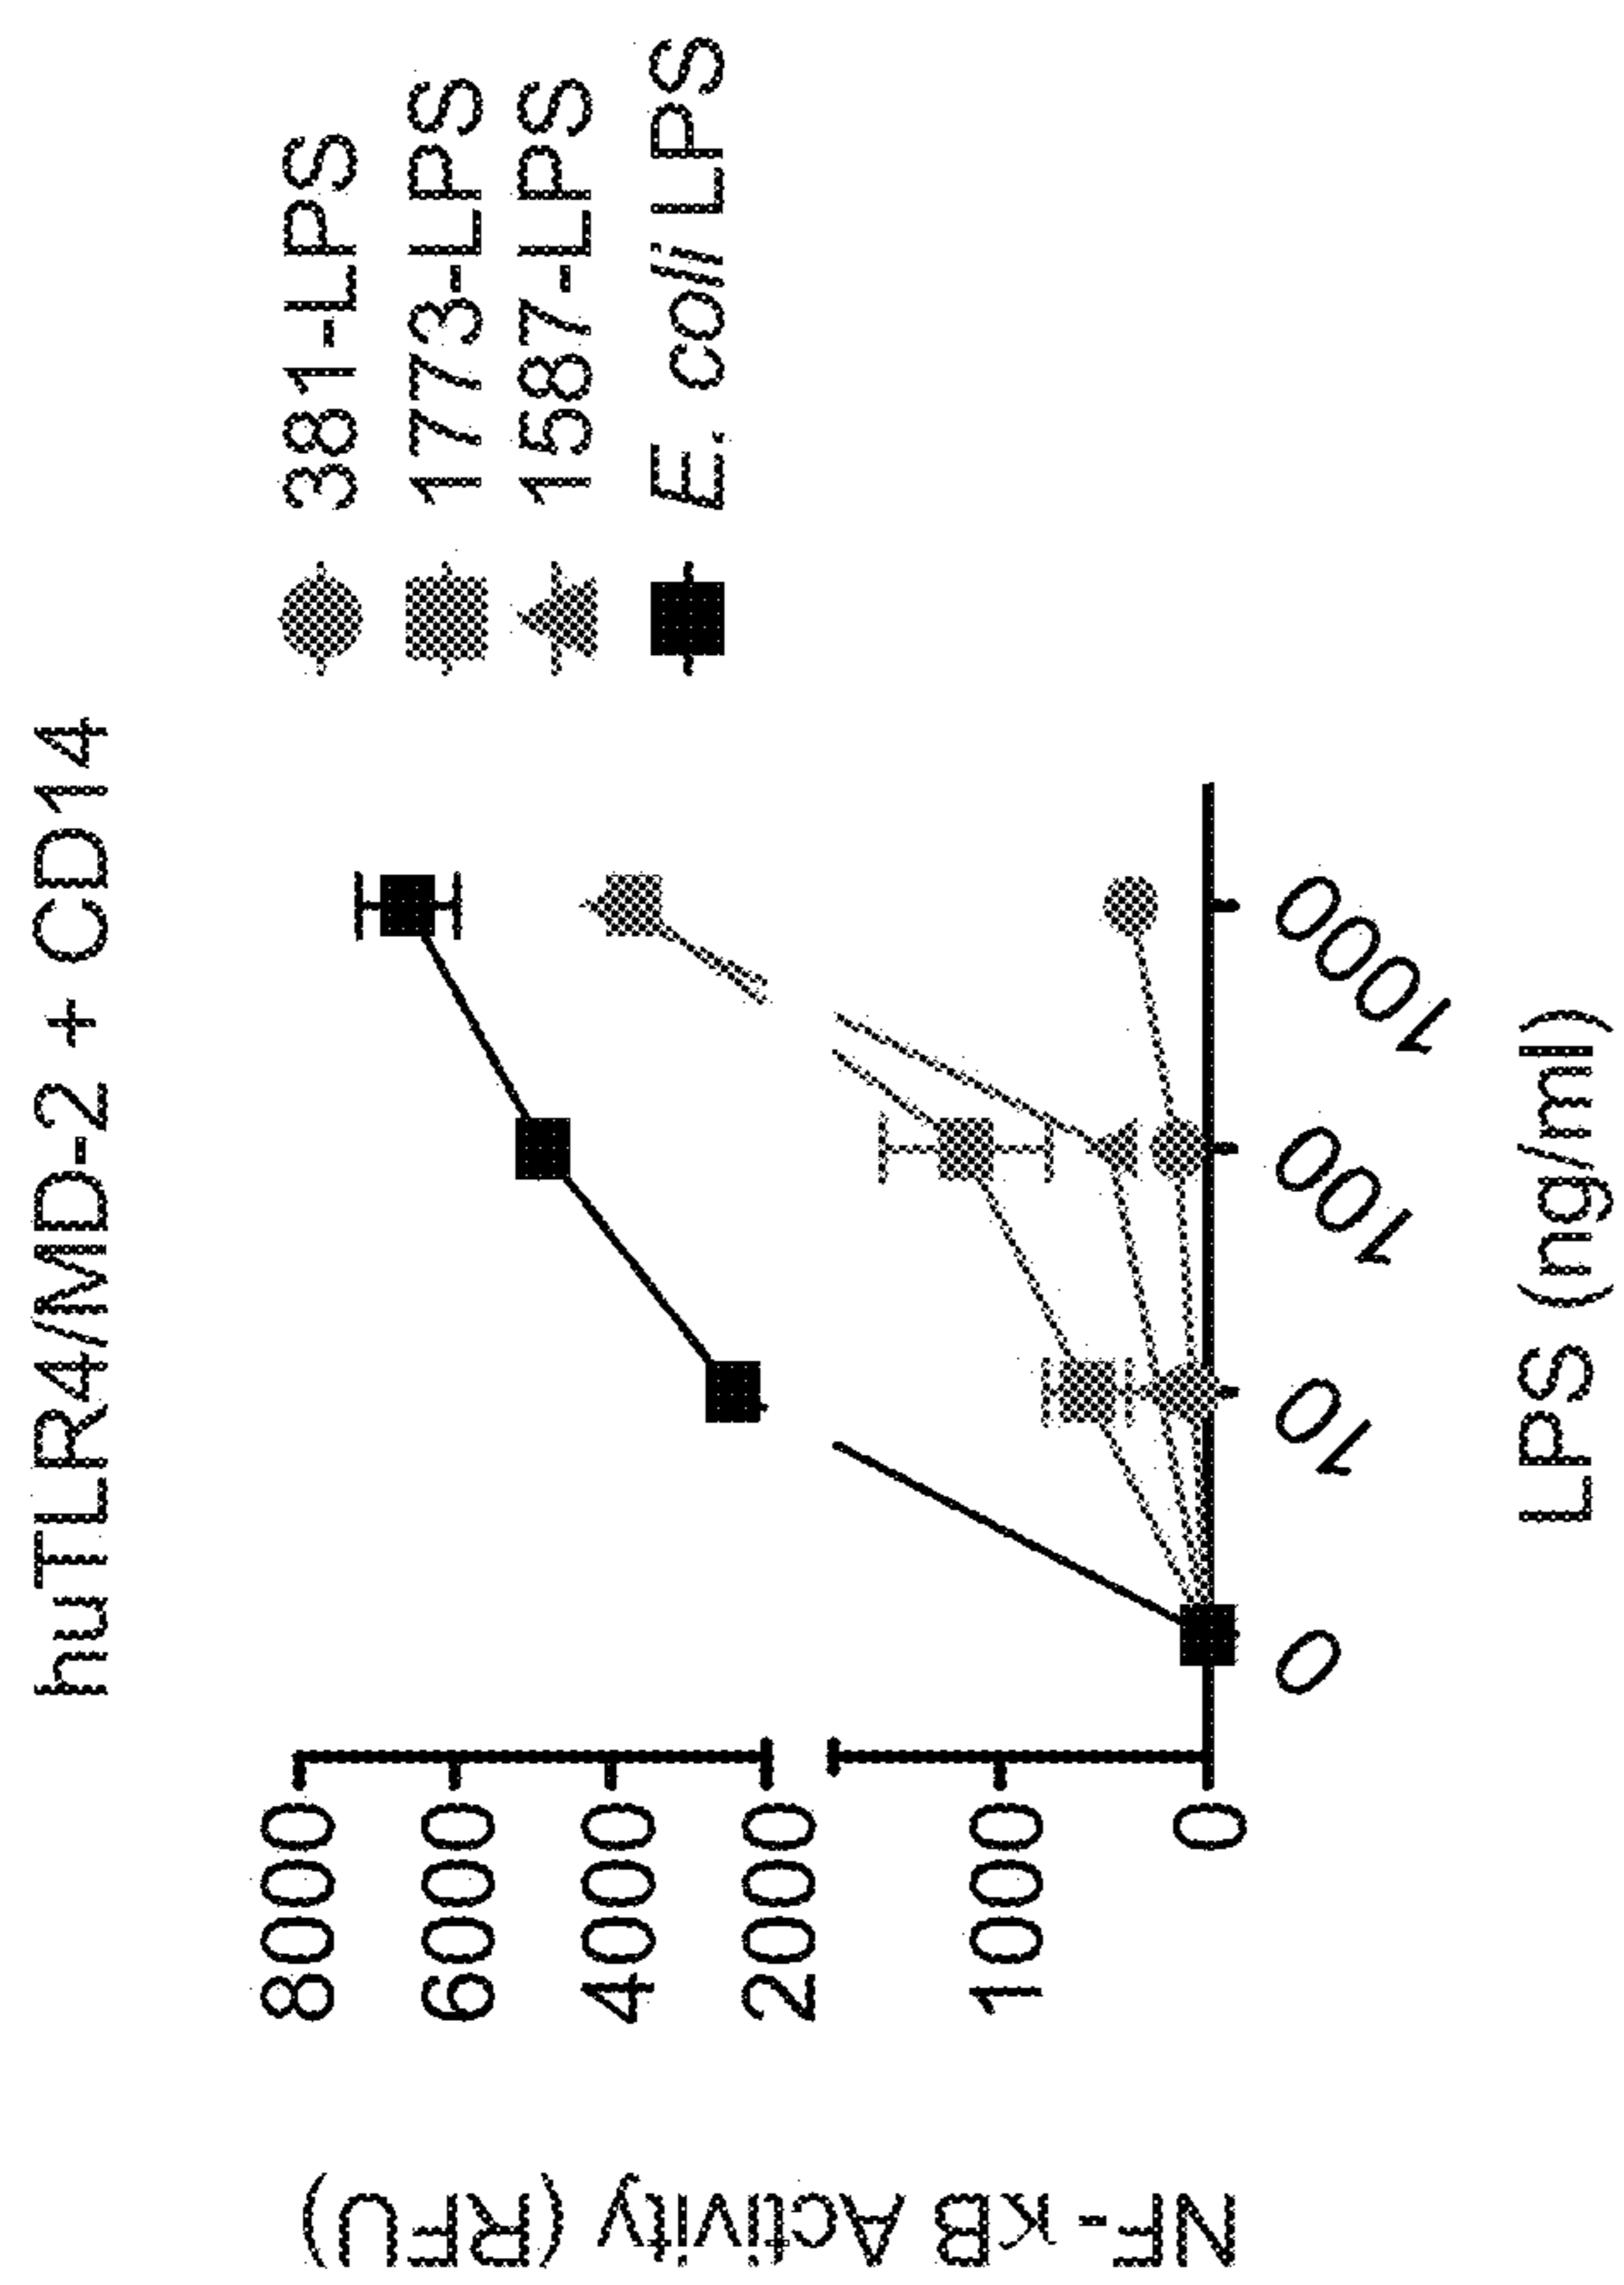 huTLR4/MD-2 + CD14
381-LPS
1773-LPS
1587-LPS
E. coli LPS
NF-κB Activity (RFU)
8000
6000
4000
2000
1000
0
0
10
100
1000
LPS (ng/ml)